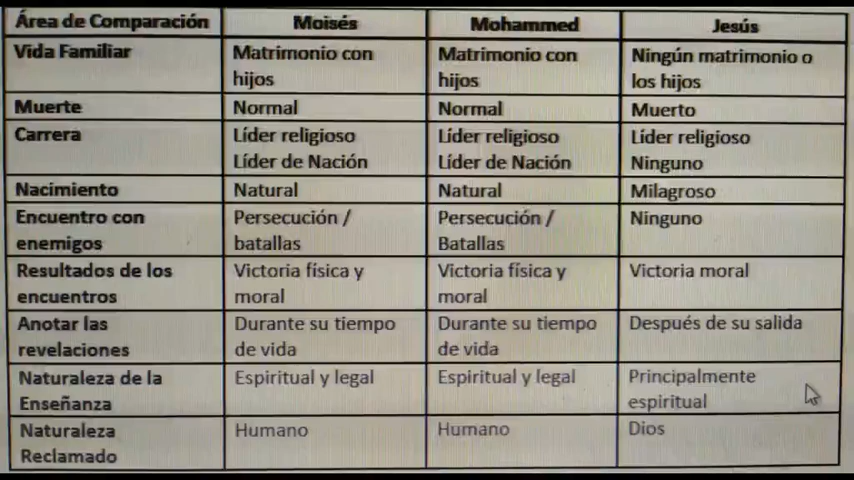 Área de Comparación Moisés Mohammed Jesús
Vida Familiar Matrimonio con Matrimonio con Ningún matrimonio o
hijos hijos los hijos
Muerte Normal Normal Muerto
Carrera Líder religioso Líder religioso Líder religioso
Líder de Nación Líder de Nación Ninguno
Nacimiento Natural Natural Milagroso
Encuentro con Persecución / Persecución / Ninguno
enemigos batallas Batallas
Resultados de los Victoria física y Victoria física y Victoria moral
encuentros moral moral
Anotar las Durante su tiempo Durante su tiempo Después de su salida
revelaciones de vida de vida
Naturaleza de la Espiritual y legal Espiritual y legal Principalmente
Enseñanza espiritual
Naturaleza Humano Humano Dios
Reclamado